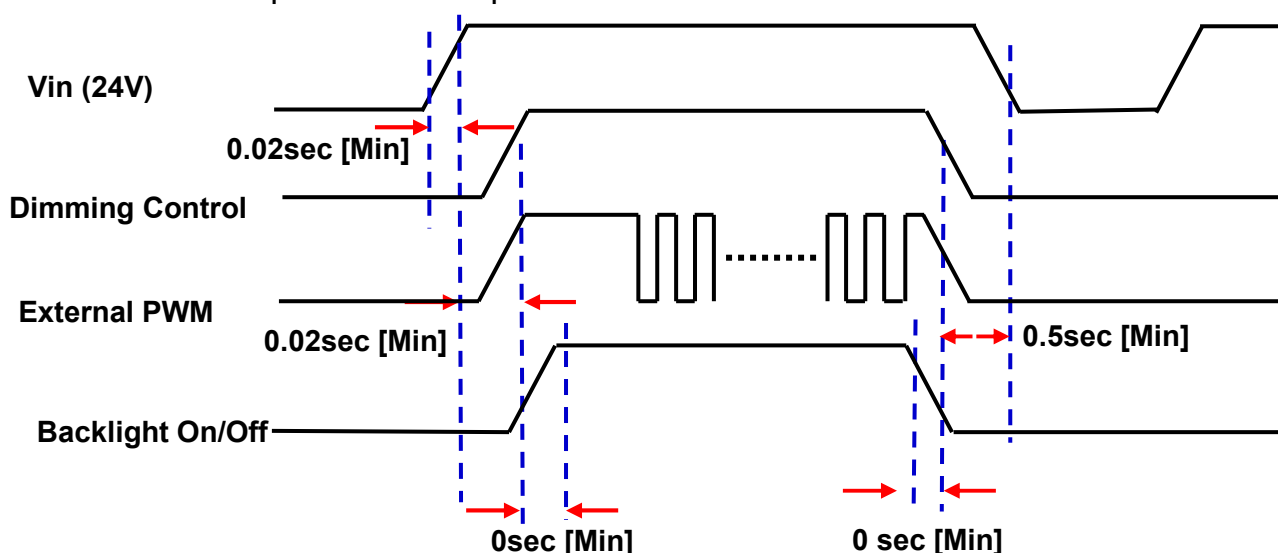 Vin (24V)
0.02sec [Min]
Dimming Control
External PWM
0.02sec [Min]
0.5sec [Min]
Backlight On/Off
0sec [Min]
0 sec [Min]